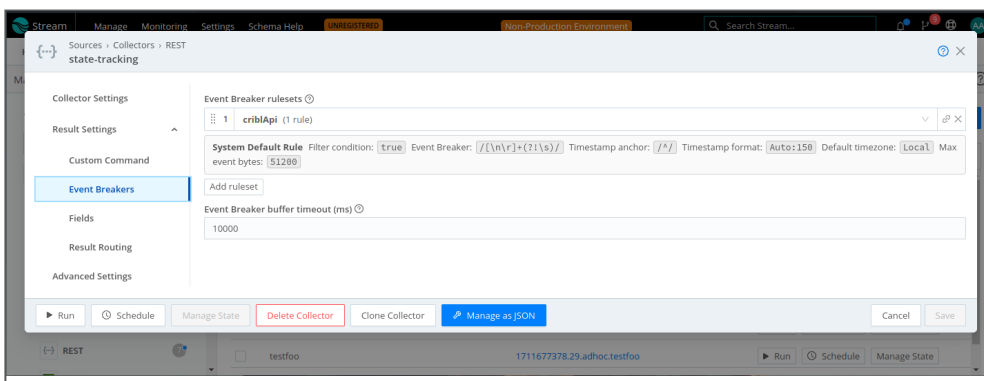 Stream Manage Monitoring Settings Schema Help UNREGISTERED Non-Production Environment Search Stream... 9 AA
{---} Sources › Collectors › REST
state-tracking
Ma
Collector Settings
Result Settings
Custom Command
Event Breakers
Fields
Result Routing
Advanced Settings
Event Breaker rulesets
1 criblApi (1 rule)
System Default Rule Filter condition: true Event Breaker: /[\n\r]+(?!\s)/ Timestamp anchor: /^/ Timestamp format: Auto:150 Default timezone: Local Max
event bytes: 51200
Add ruleset
Event Breaker buffer timeout (ms)
10000
Run Schedule Manage State Delete Collector Clone Collector Manage as JSON Cancel Save
REST testfoo 1711677378.29.adhoc.testfoo Run Schedule Manage State